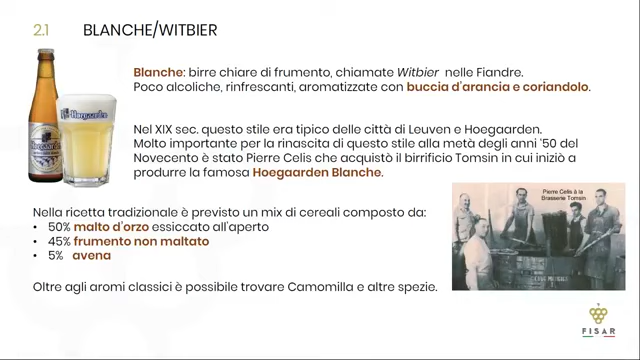 2.1 BLANCHE/WITBIER
Blanche: birre chiare di frumento, chiamate Witbier nelle Fiandre.
Poco alcoliche, rinfrescanti, aromatizzate con buccia d'arancia e coriandolo.
Hoegaarden
Nel XIX sec. questo stile era tipico delle città di Leuven e Hoegaarden.
Molto importante per la rinascita di questo stile alla metà degli anni '50 del
Novecento è stato Pierre Celis che acquistò il birrificio Tomsin in cui iniziò a
produrre la famosa Hoegaarden Blanche.
Pierre Celis à la
Brasserie Tomsin
Nella ricetta tradizionale è previsto un mix di cereali composto da:
• 50% malto d'orzo essiccato all'aperto
• 45% frumento non maltato
• 5% avena
Oltre agli aromi classici è possibile trovare Camomilla e altre spezie.
FISAR